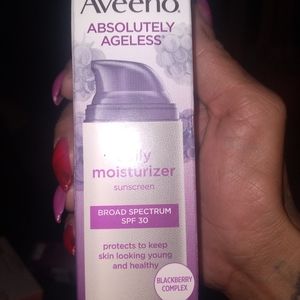 Aveeno.
ABSOLUTELY
AGELESS®
daily
moisturizer
sunscreen
BROAD SPECTRUM
SPF 30
protects to keep
skin looking young
and healthy
BLACKBERRY
COMPLEX